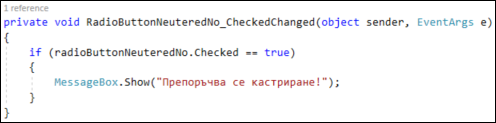 1 reference
private void RadioButtonNeuteredNo_CheckedChanged(object sender, EventArgs e)
{
if (radioButtonNeuteredNo.Checked == true)
{
MessageBox.Show("Препоръчва се кастриране!");
}
}